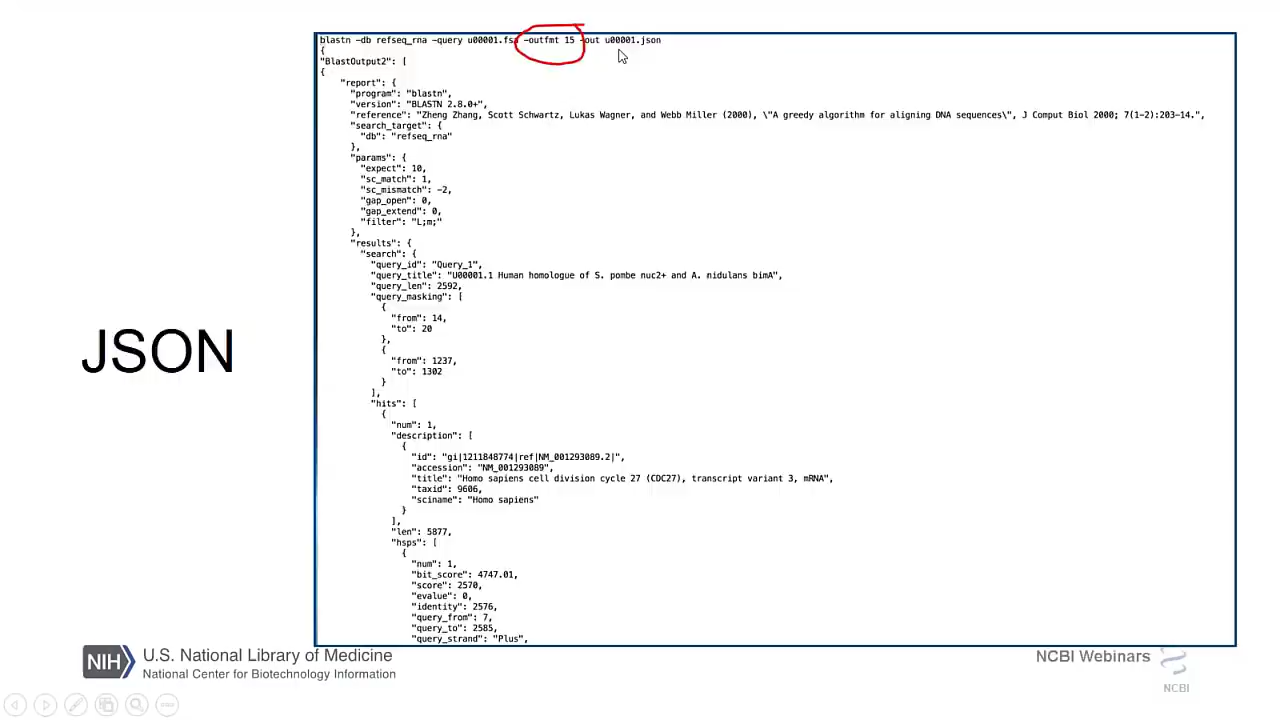 blastn -db refseq_rna -query u00001.fsa -outfmt 15 -out u00001.json
{
"BlastOutput2": [
{
"report": {
"program": "blastn",
"version": "BLASTN 2.8.0+",
"reference": "Zheng Zhang, Scott Schwartz, Lukas Wagner, and Webb Miller (2000), \"A greedy algorithm for aligning DNA sequences\", J Comput Biol 2000; 7(1-2):203-14.",
"search_target": {
"db": "refseq_rna"
},
"params": {
"expect": 10,
"sc_match": 1,
"sc_mismatch": -2,
"gap_open": 0,
"gap_extend": 0,
"filter": "L;m;"
},
"results": {
"search": {
"query_id": "Query_1",
"query_title": "U00001.1 Human homologue of S. pombe nuc2+ and A. nidulans bimA",
"query_len": 2592,
"query_masking": [
{
"from": 14,
"to": 20
},
{
"from": 1237,
"to": 1302
}
],
"hits": [
{
"num": 1,
"description": [
{
"id": "gi|1211848774|ref|NM_001293089.2|",
"accession": "NM_001293089",
"title": "Homo sapiens cell division cycle 27 (CDC27), transcript variant 3, mRNA",
"taxid": 9606,
"sciname": "Homo sapiens"
}
],
"len": 5877,
"hsps": [
{
"num": 1,
"bit_score": 4747.01,
"score": 2570,
"evalue": 0,
"identity": 2576,
"query_from": 7,
"query_to": 2585,
"query_strand": "Plus",
JSON
NIH
U.S. National Library of Medicine
National Center for Biotechnology Information
NCBI Webinars
NCBI